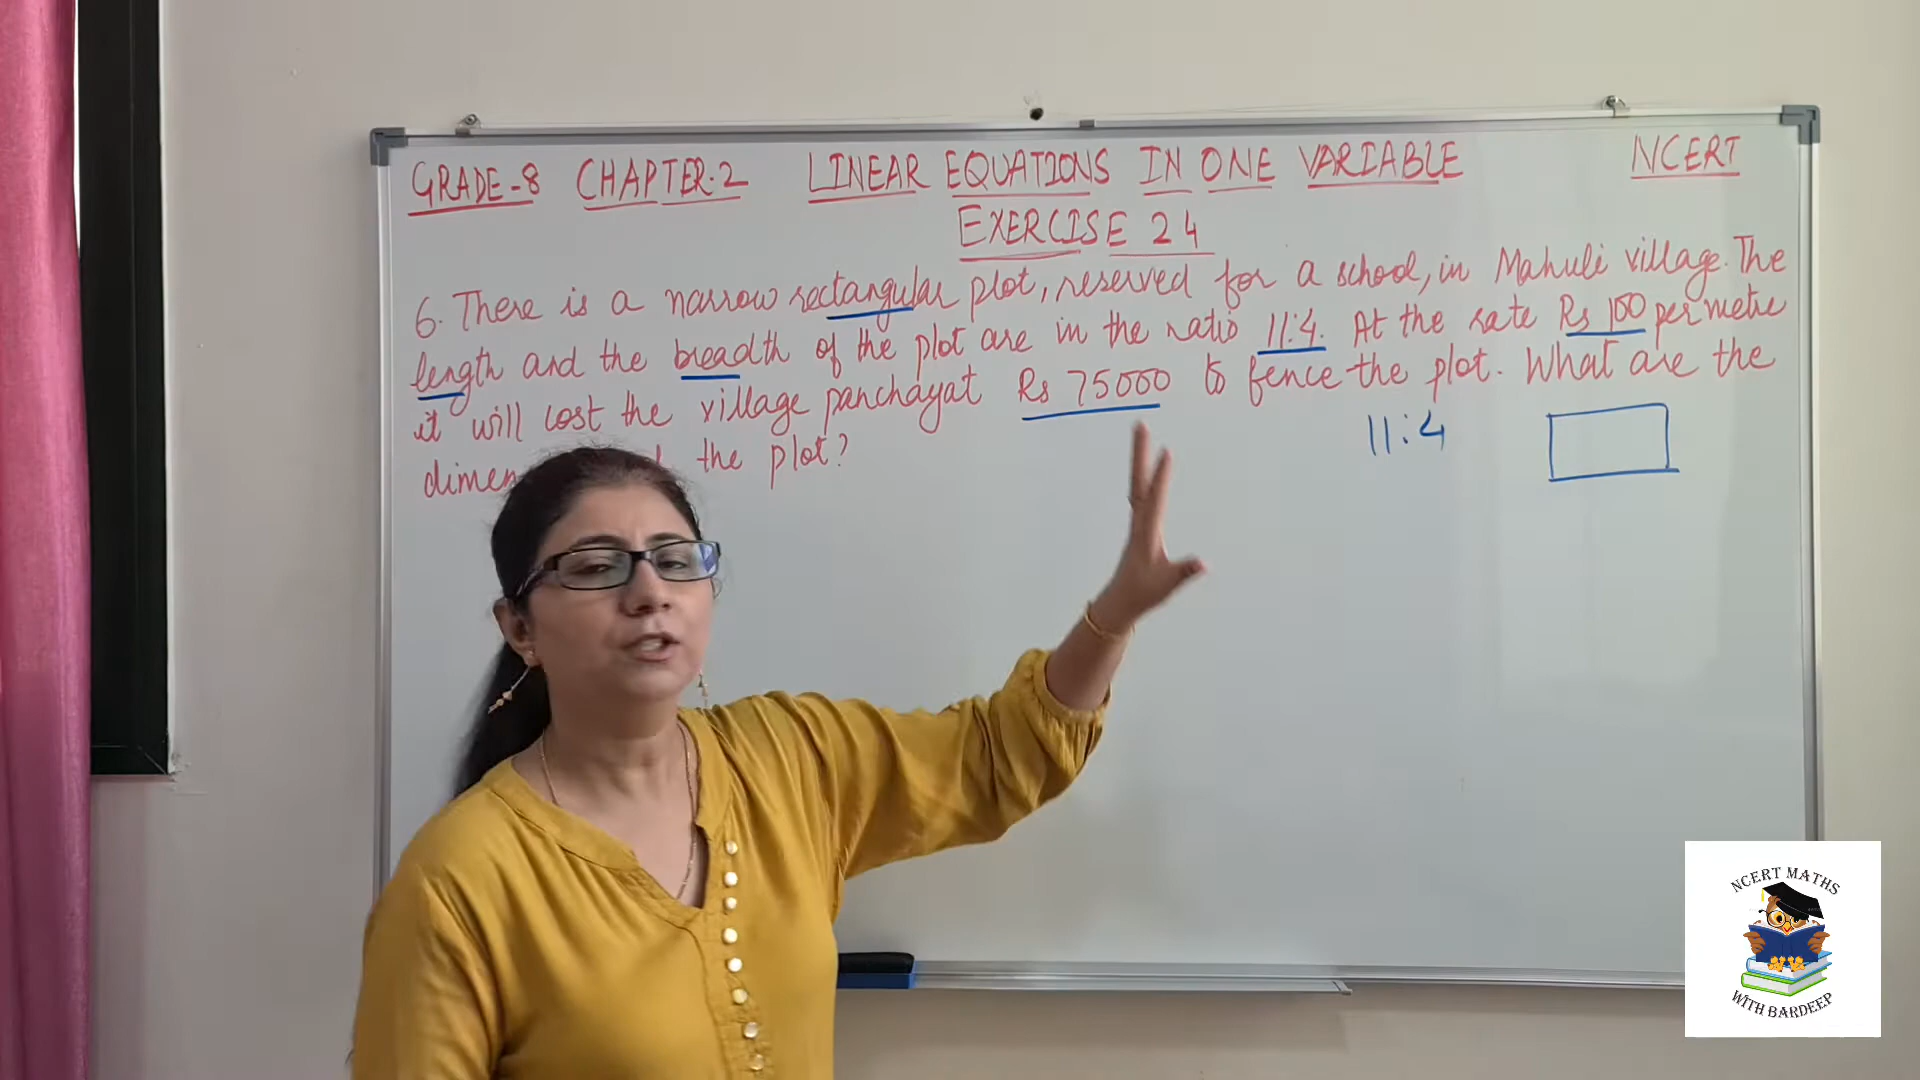 GRADE-8 CHAPTER-2 LINEAR EQUATIONS IN ONE VARIABLE NCERT
EXERCISE 2.4
6. There is a narrow rectangular plot, reserved for a school, in Mahuli village. The
length and the breadth of the plot are in the ratio 11:4. At the rate Rs 100 per metre
it will cost the village panchayat Rs 75000 to fence the plot. What are the
dimen the plot?
11:4
NCERT MATHS
WITH BARDEEP